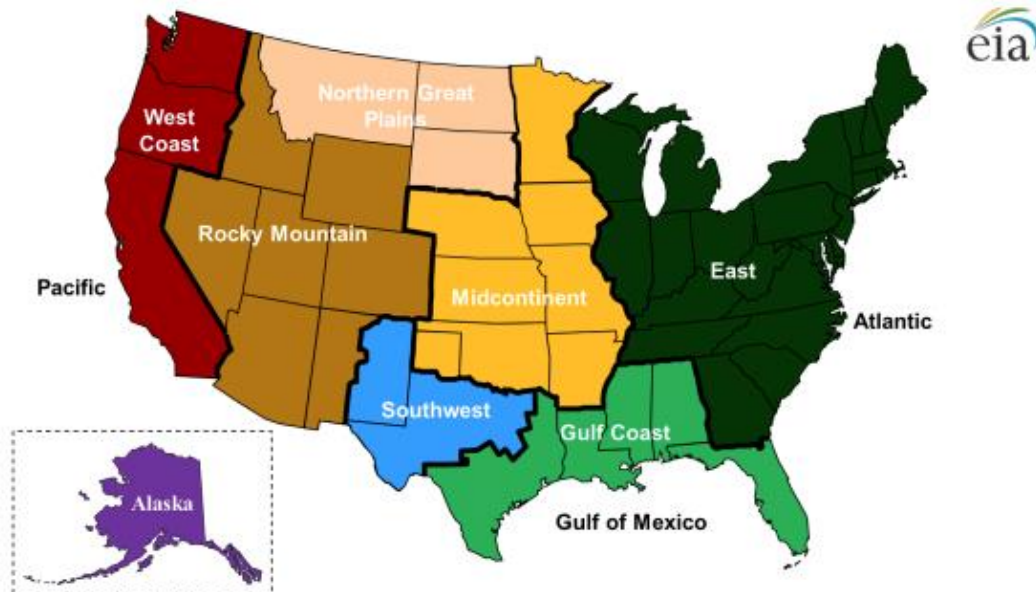 eia
Northern Great
Plains
West
Coast
Rocky Mountain
Midcontinent
East
Pacific
Atlantic
Southwest
Gulf Coast
Alaska
Gulf of Mexico